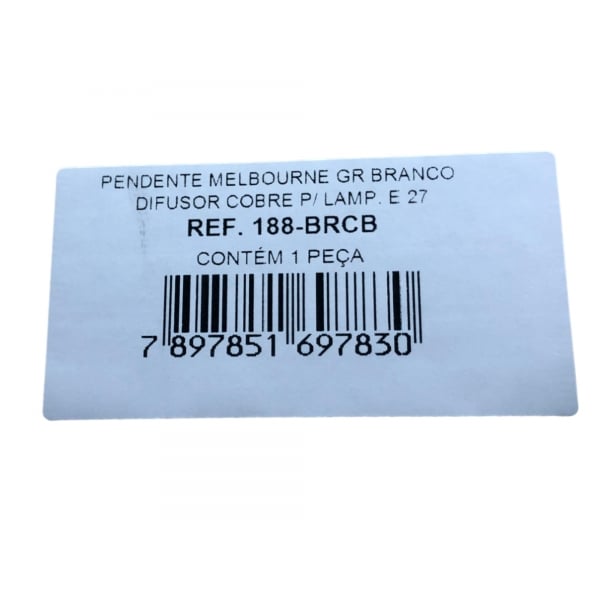 PENDENTE MELBOURNE GR BRANCO
DIFUSOR COBRE P/ LAMP. E 27
REF. 188-BRCB
CONTÉM 1 PEÇA
7 897851 697830